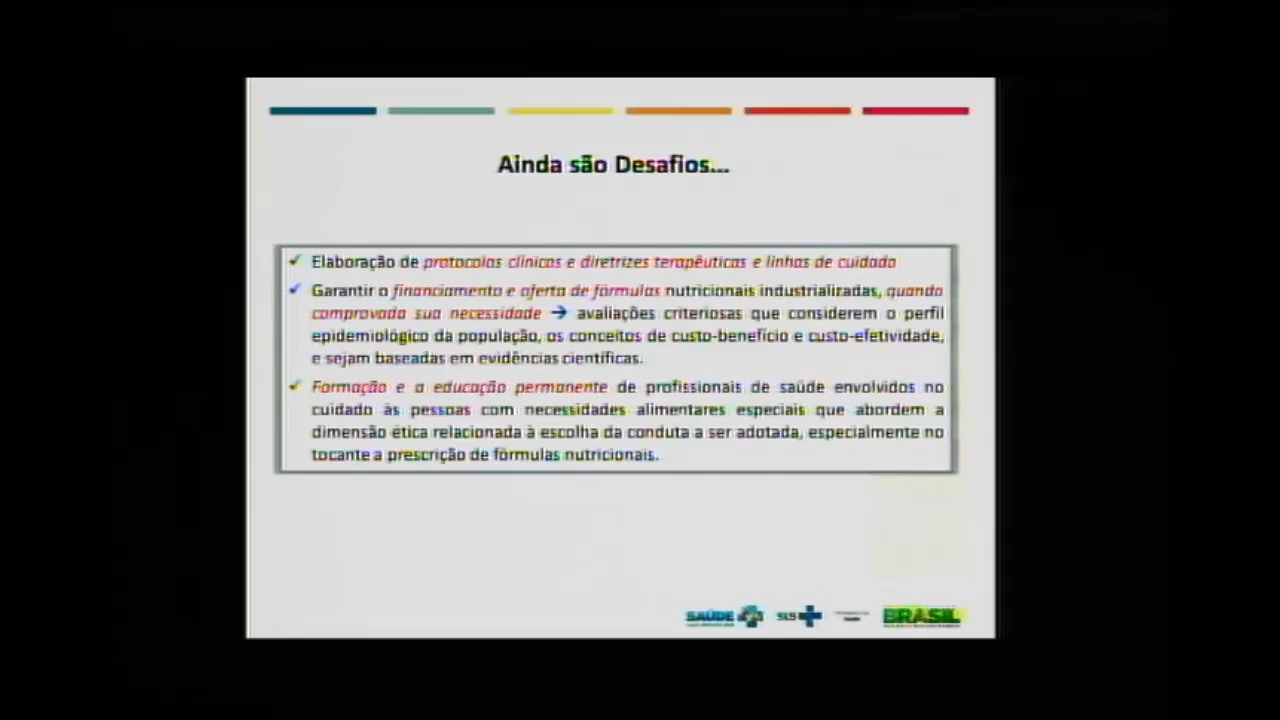 Ainda são Desafios...
✓ Elaboração de protocolos clínicos e diretrizes terapêuticas e linhas de cuidado
✓ Garantir o financiamento e oferta de fórmulas nutricionais industrializadas, quando
comprovada sua necessidade → avaliações criteriosas que considerem o perfil
epidemiológico da população, os conceitos de custo-benefício e custo-efetividade,
e sejam baseadas em evidências científicas.
✓ Formação e a educação permanente de profissionais de saúde envolvidos no
cuidado às pessoas com necessidades alimentares especiais que abordem a
dimensão ética relacionada à escolha da conduta a ser adotada, especialmente no
tocante a prescrição de fórmulas nutricionais.
SAÚDE SUS BRASIL